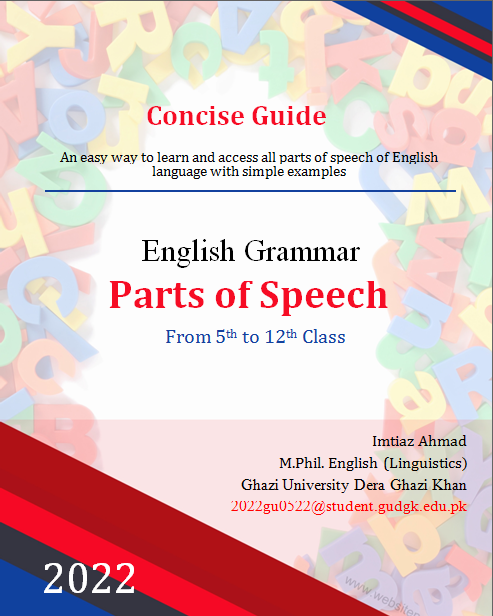 Concise Guide
An easy way to learn and access all parts of speech of English
language with simple examples
English Grammar
Parts of Speech
From 5th to 12th Class
Imtiaz Ahmad
M.Phil. English (Linguistics)
Ghazi University Dera Ghazi Khan
2022gu0522@student.gudgk.edu.pk
2022